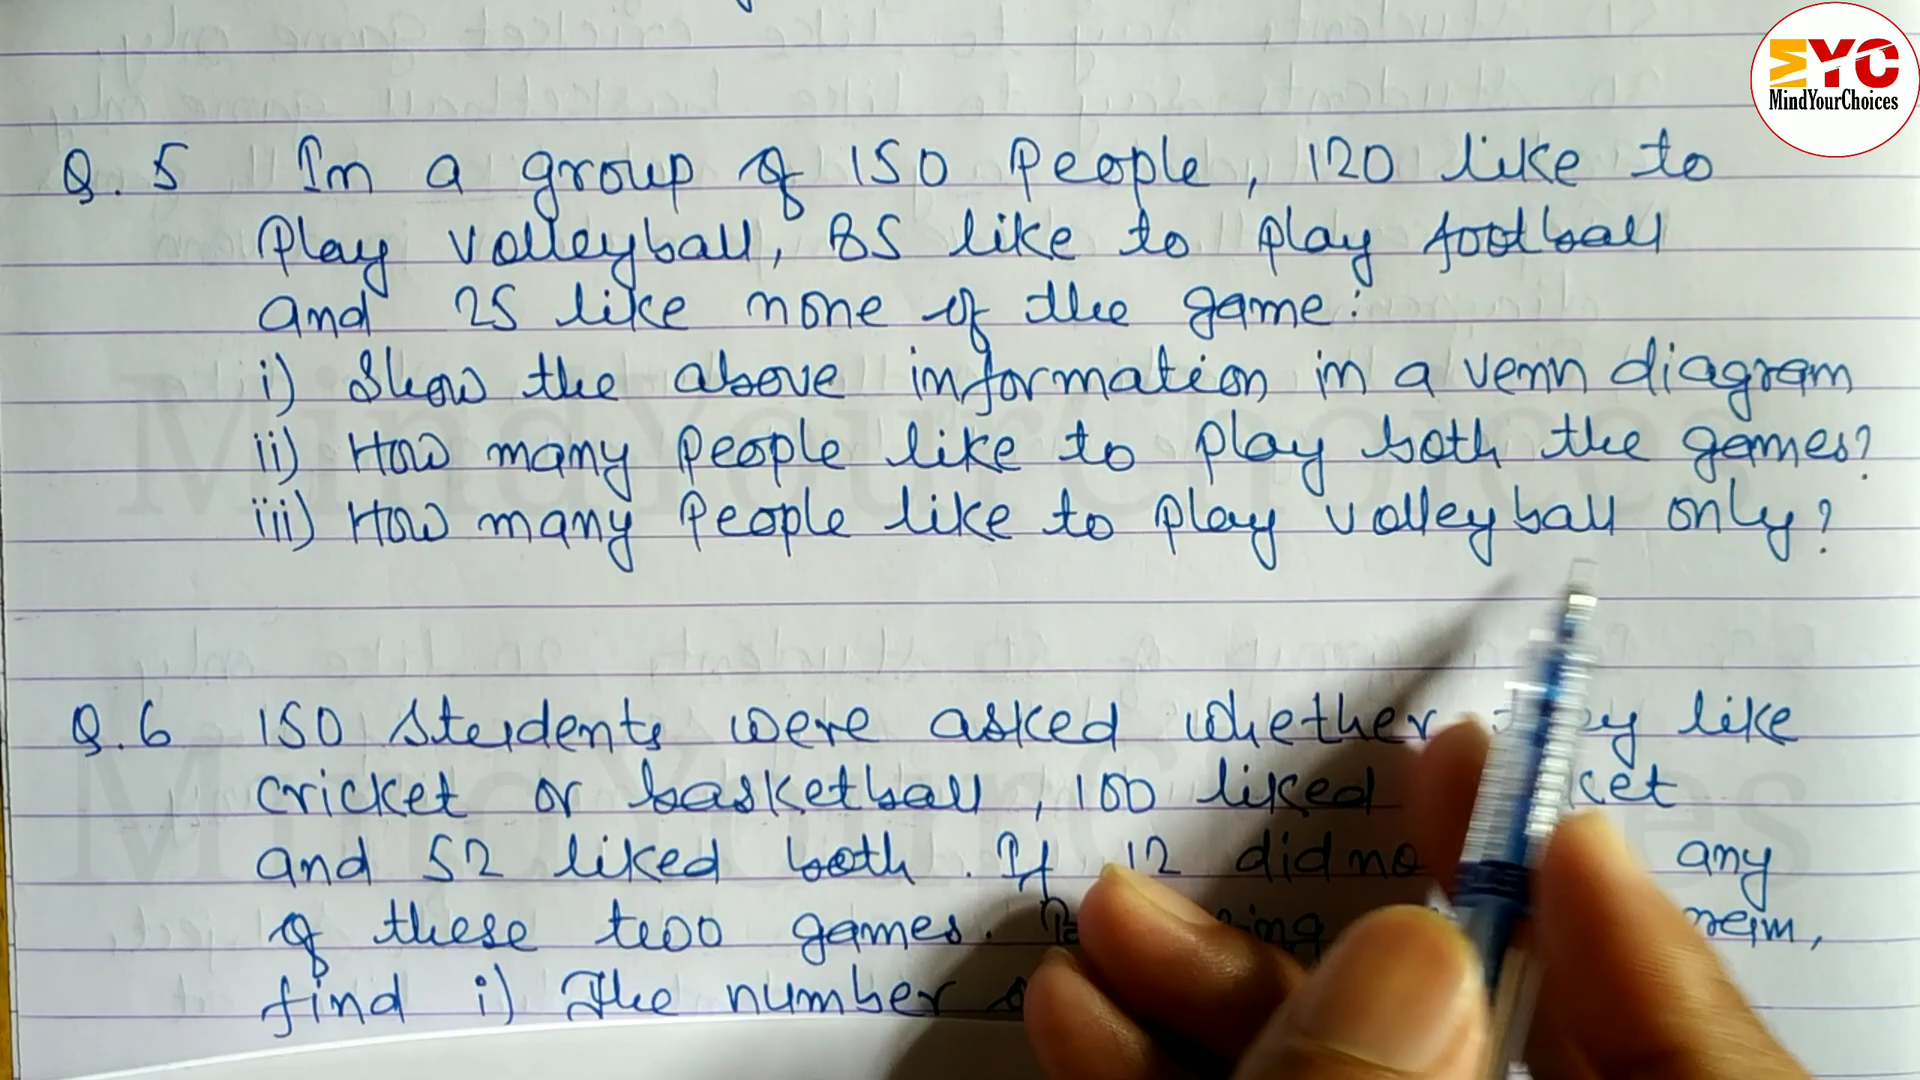 MYC
MindYourChoices
Q. 5 In a group of 150 people, 120 like to
play volleyball, 85 like to play football
and 25 like none of the game:
i) Show the above information in a venn diagram
ii) How many people like to play both the games?
iii) How many people like to play volleyball only?
Q. 6 150 students were asked whether like
cricket or basketball, 100 liked
and 52 liked both. If 12 did any
of these two games.
find i) The number